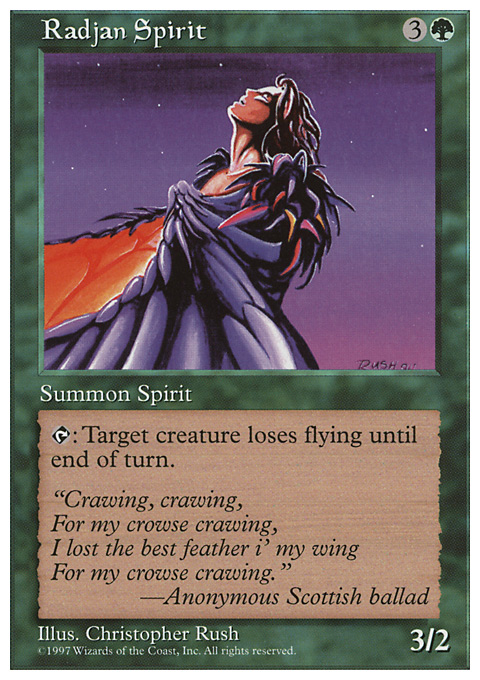 Radjan Spirit 3
Summon Spirit
: Target creature loses flying until
end of turn.
“Crawing, crawing,
For my crowse crawing,
I lost the best feather i’ my wing
For my crowse crawing.”
—Anonymous Scottish ballad
Illus. Christopher Rush
©1997 Wizards of the Coast, Inc. All rights reserved.
3/2